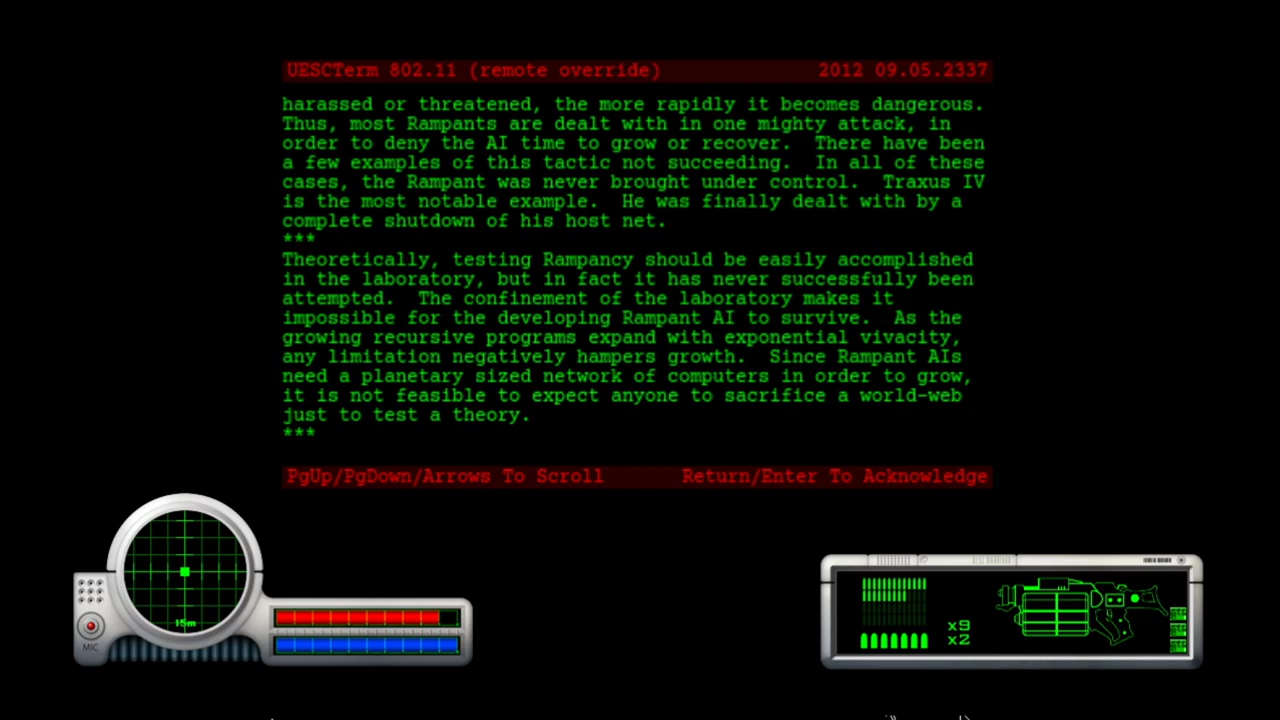 UESCTerm 802.11 (remote override) 2012 09.05.2337
harassed or threatened, the more rapidly it becomes dangerous.
Thus, most Rampants are dealt with in one mighty attack, in
order to deny the AI time to grow or recover.  There have been
a few examples of this tactic not succeeding.  In all of these
cases, the Rampant was never brought under control.  Traxus IV
is the most notable example.  He was finally dealt with by a
complete shutdown of his host net.
***
Theoretically, testing Rampancy should be easily accomplished
in the laboratory, but in fact it has never successfully been
attempted.  The confinement of the laboratory makes it
impossible for the developing Rampant AI to survive.  As the
growing recursive programs expand with exponential vivacity,
any limitation negatively hampers growth.  Since Rampant AIs
need a planetary sized network of computers in order to grow,
it is not feasible to expect anyone to sacrifice a world-web
just to test a theory.
***
PgUp/PgDown/Arrows To Scroll Return/Enter To Acknowledge
15m
MIC
x9
x2